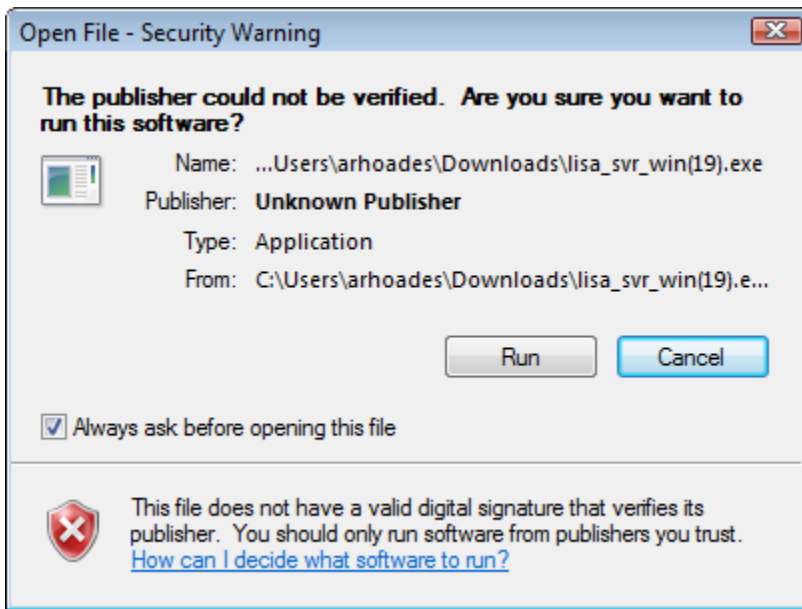 Open File - Security Warning
The publisher could not be verified.  Are you sure you want to
run this software?
Name: ...Users\arhoades\Downloads\lisa_svr_win(19).exe
Publisher: Unknown Publisher
Type: Application
From: C:\Users\arhoades\Downloads\lisa_svr_win(19).e...
Run Cancel
Always ask before opening this file
This file does not have a valid digital signature that verifies its
publisher.  You should only run software from publishers you trust.
How can I decide what software to run?